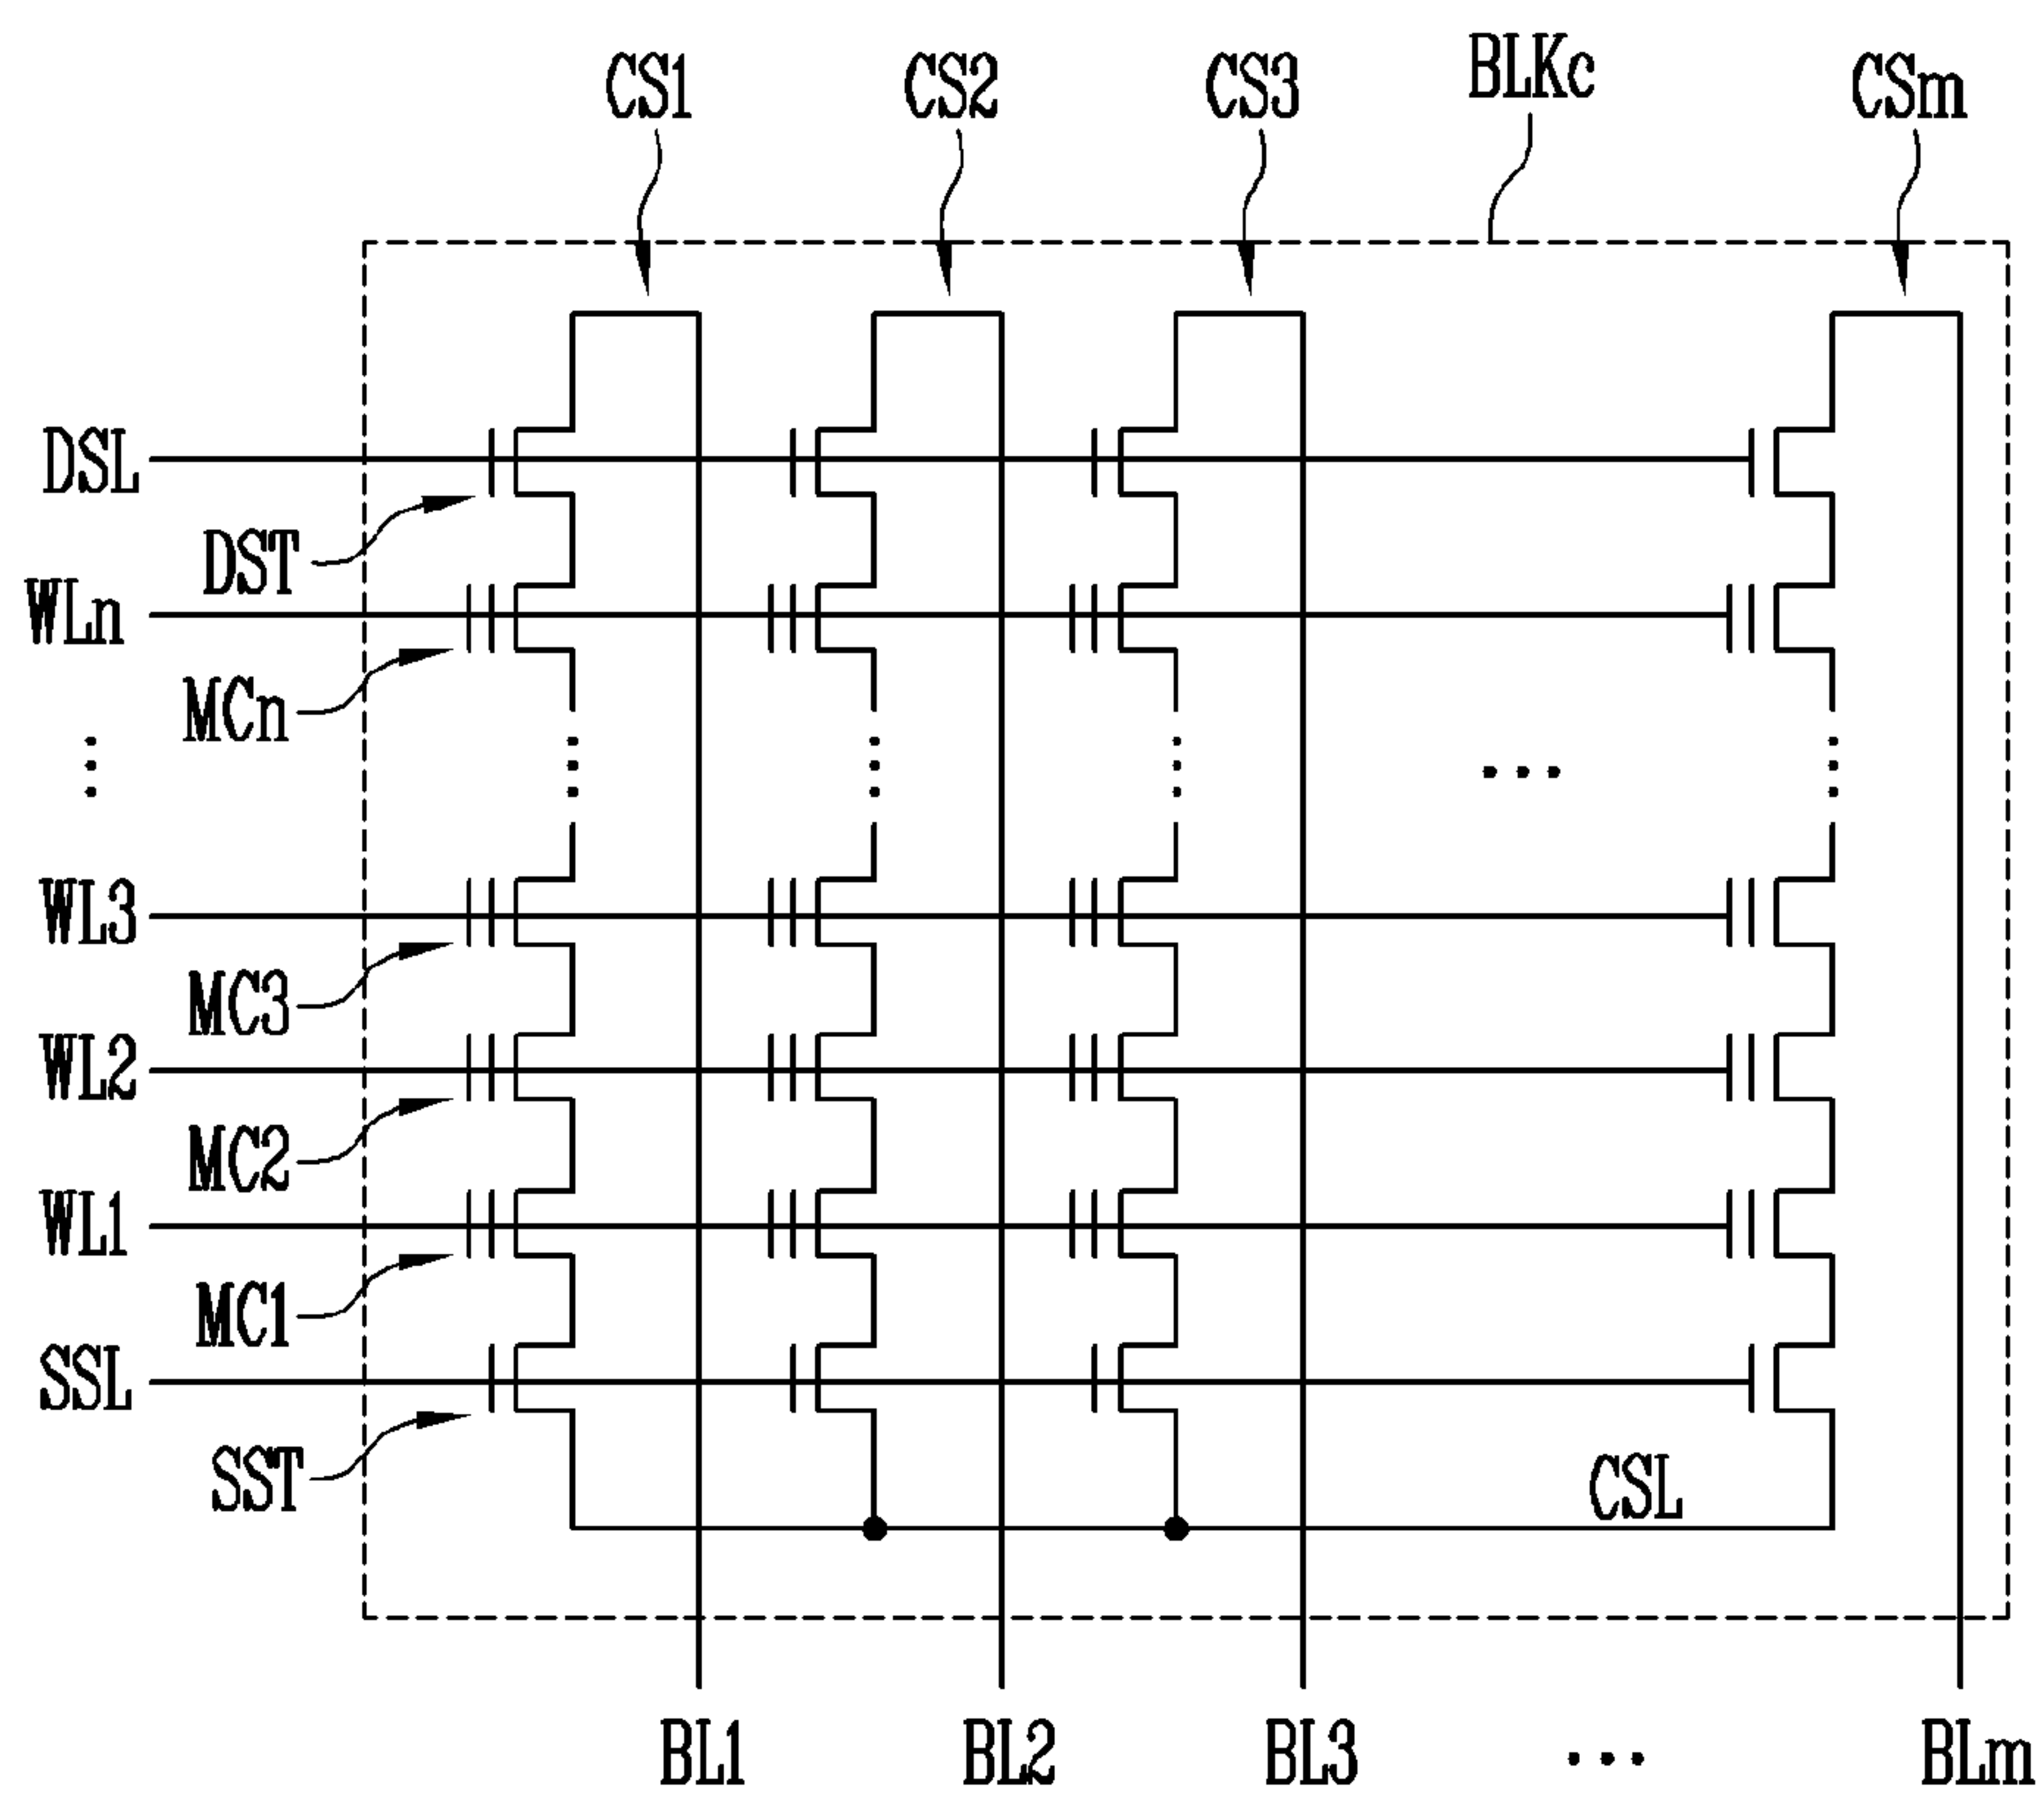 CS1 CS2 CS3 BLKc CSm
DSL
DST
WLn
MCn
WL3
MC3
WL2
MC2
WL1
MC1
SSL
SST
CSL
BL1 BL2 BL3 ... BLm